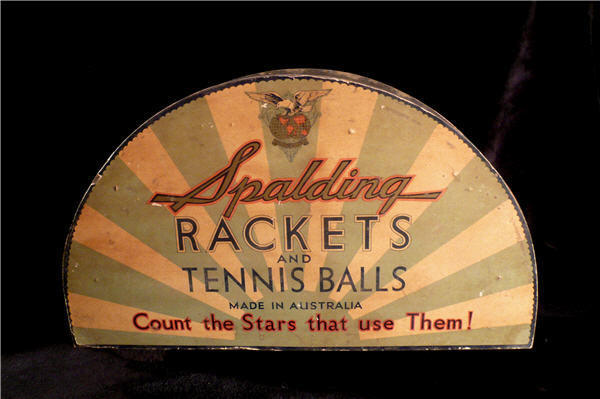 Spalding
RACKETS
AND
TENNIS BALLS
MADE IN AUSTRALIA
Count the Stars that use Them!